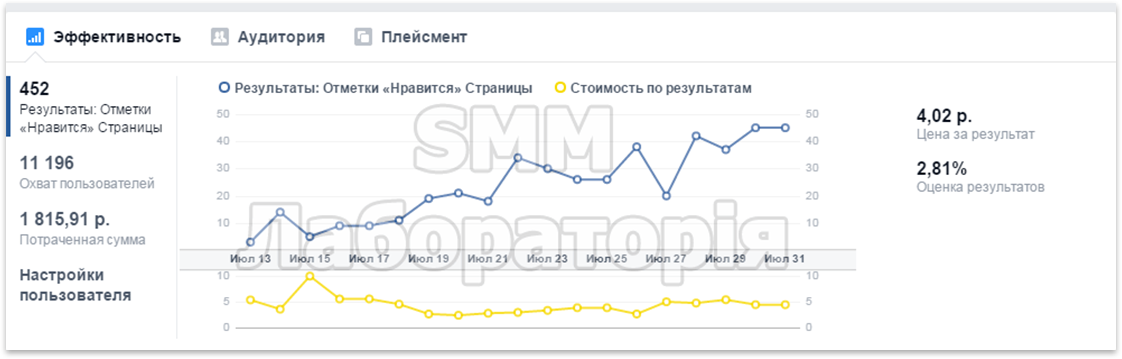 Эффективность
Аудитория
Плейсмент
452
Результаты: Отметки
«Нравится» Страницы
11 196
Охват пользователей
1 815,91 р.
Потраченная сумма
Настройки
пользователя
Результаты: Отметки «Нравится» Страницы
Стоимость по результатам
50
50
40
40
30
30
20
20
10
10
Июл 13
Июл 15
Июл 17
Июл 19
Июл 21
Июл 23
Июл 25
Июл 27
Июл 29
Июл 31
10
10
5
5
0
0
SMM
Лабораторія
4,02 р.
Цена за результат
2,81%
Оценка результатов